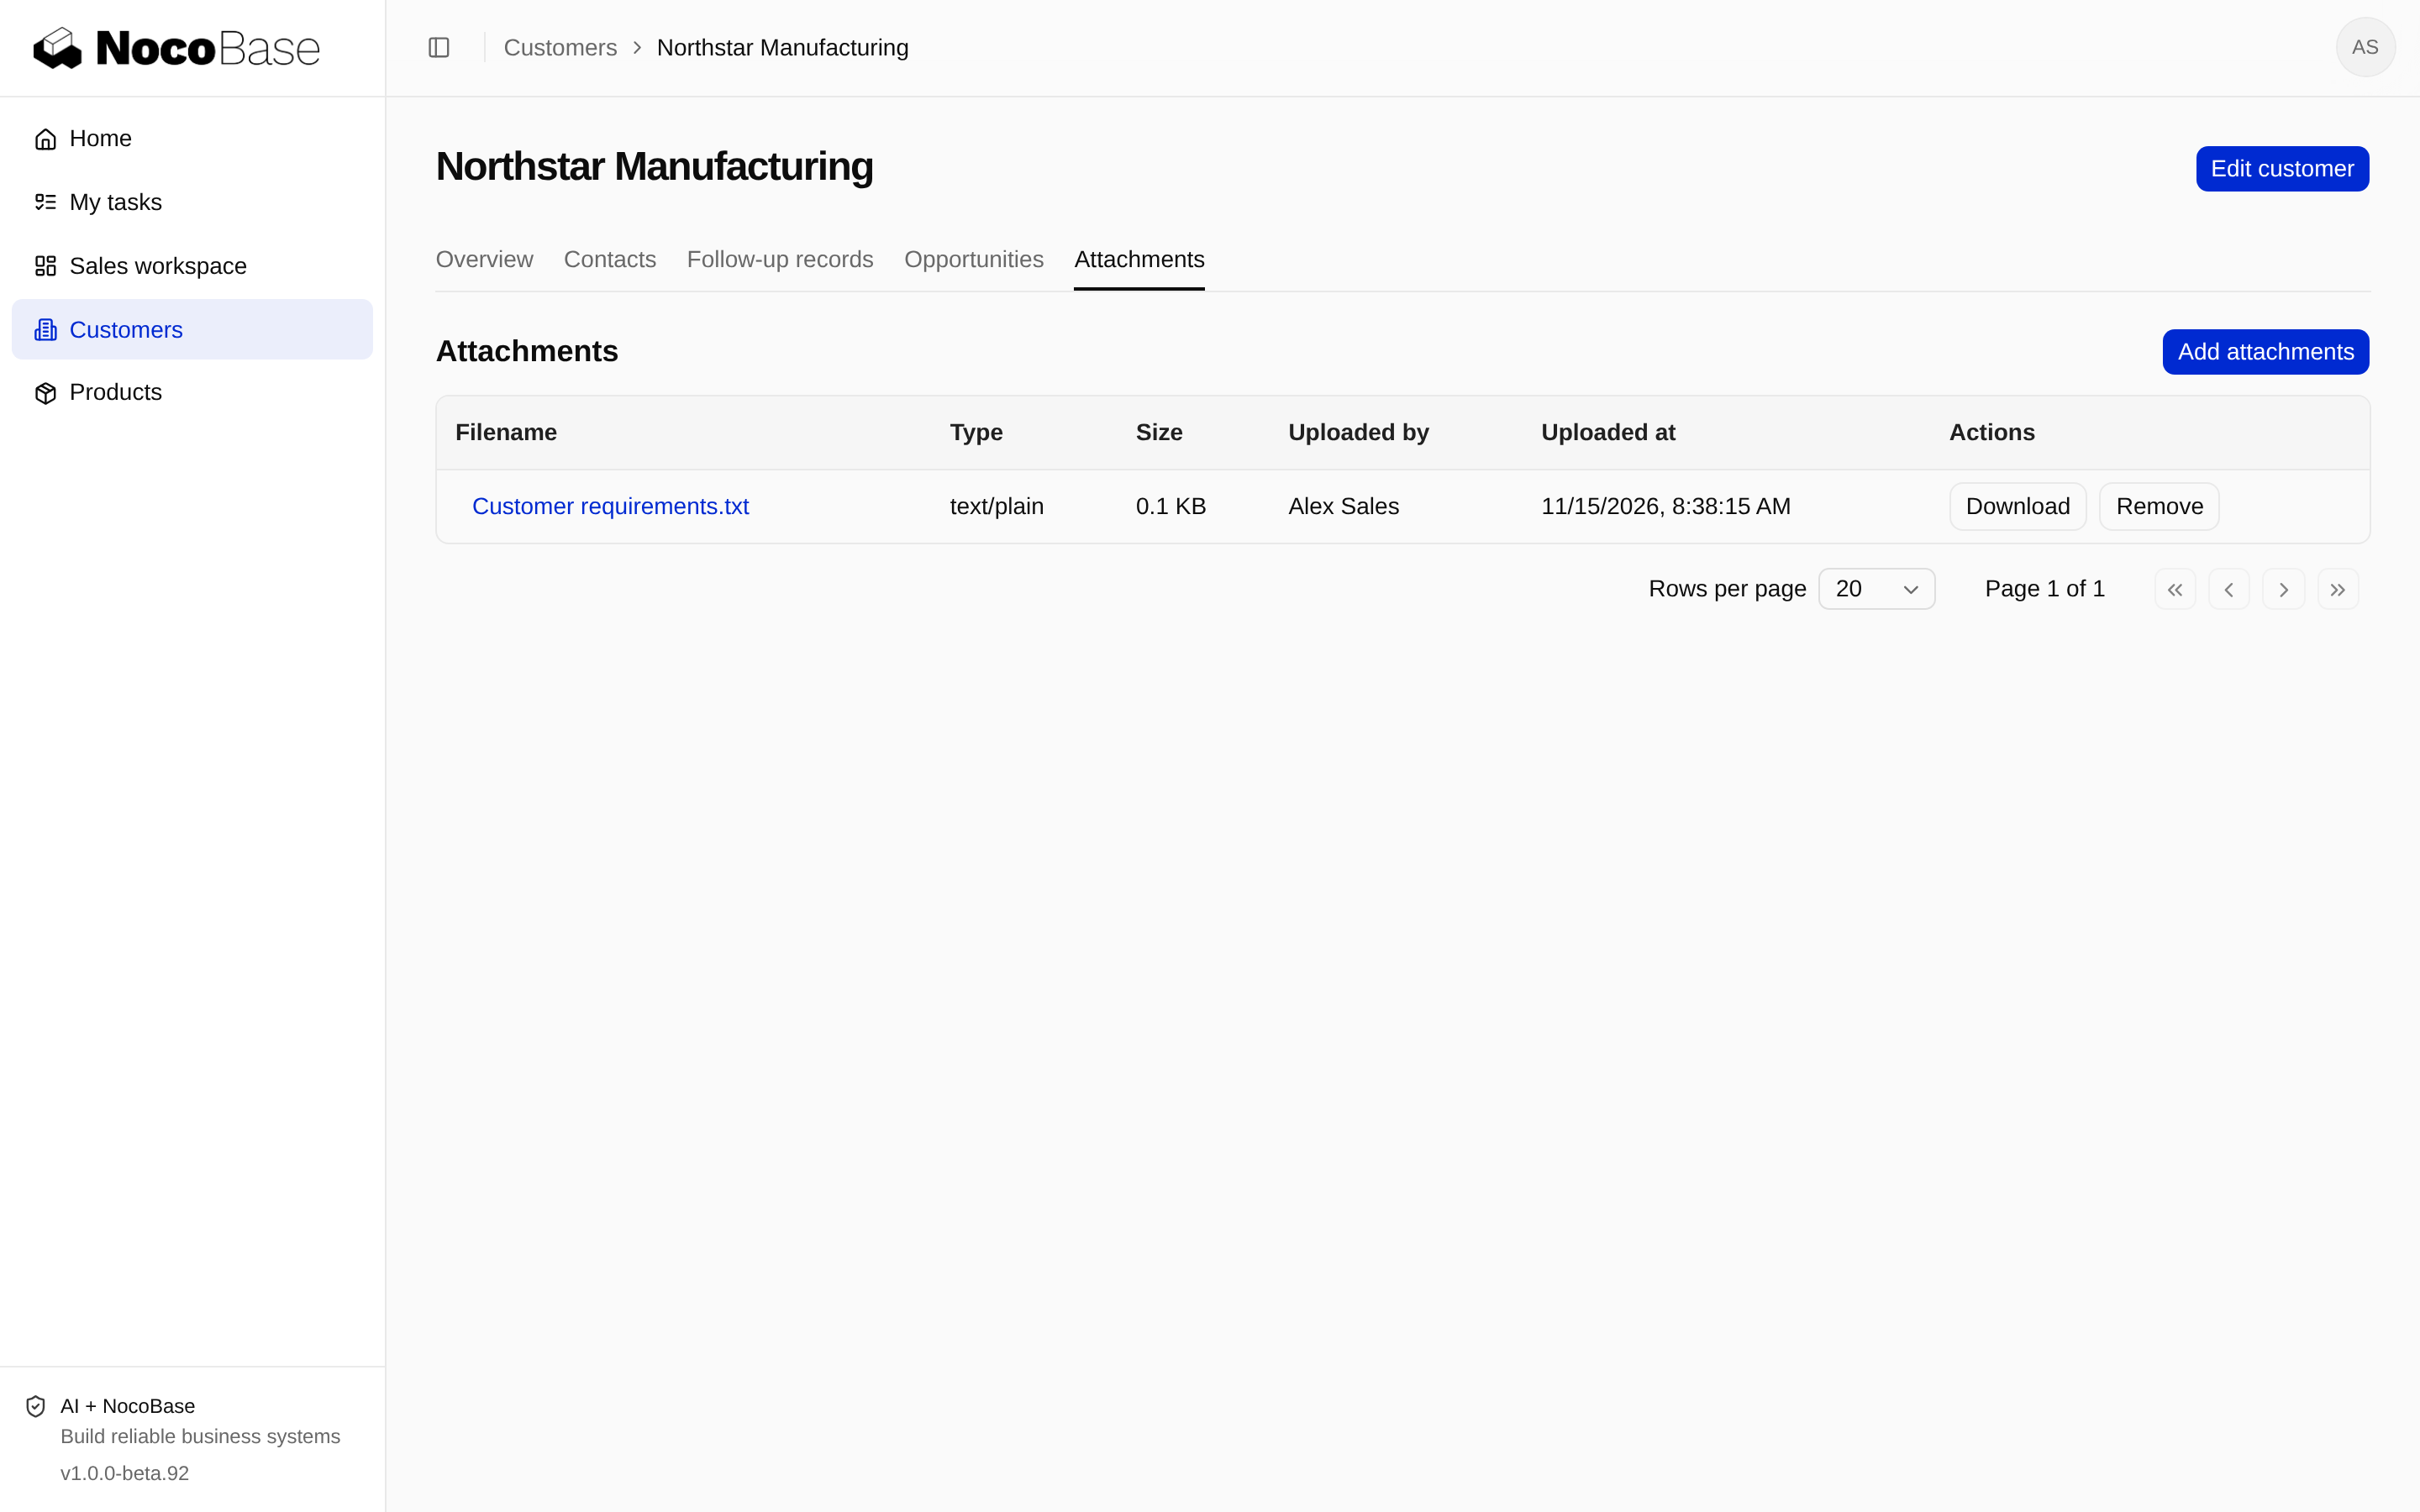 NocoBase
Customers > Northstar Manufacturing
AS
Home
My tasks
Sales workspace
Customers
Products
Northstar Manufacturing
Edit customer
Overview Contacts Follow-up records Opportunities Attachments
Attachments
Add attachments
Filename Type Size Uploaded by Uploaded at Actions
Customer requirements.txt text/plain 0.1 KB Alex Sales 11/15/2026, 8:38:15 AM Download Remove
Rows per page 20 Page 1 of 1
AI + NocoBase
Build reliable business systems
v1.0.0-beta.92